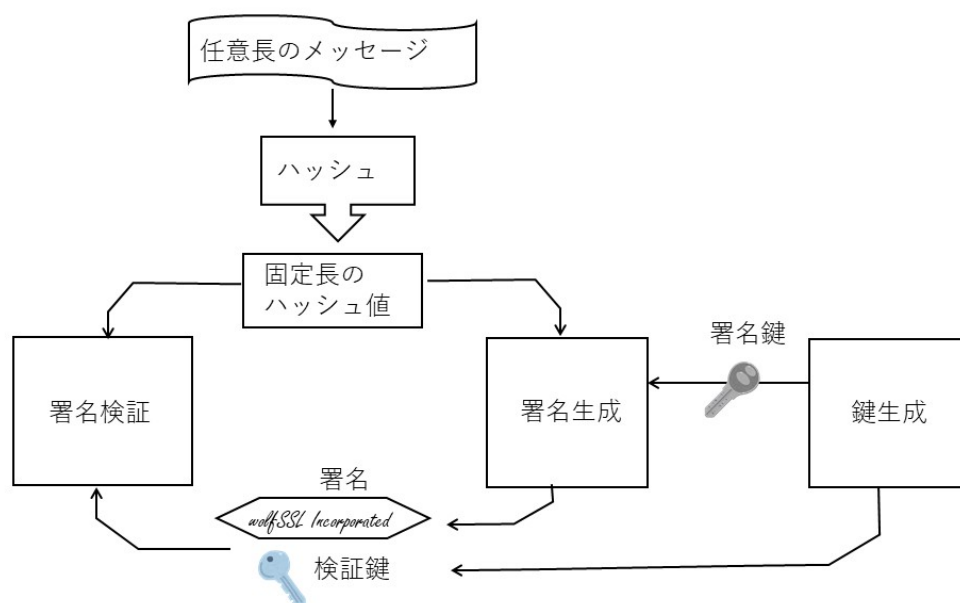 任意長のメッセージ
ハッシュ
固定長の
ハッシュ値
署名鍵
署名検証
署名生成
鍵生成
署名
wolfSSL Incorporated
検証鍵